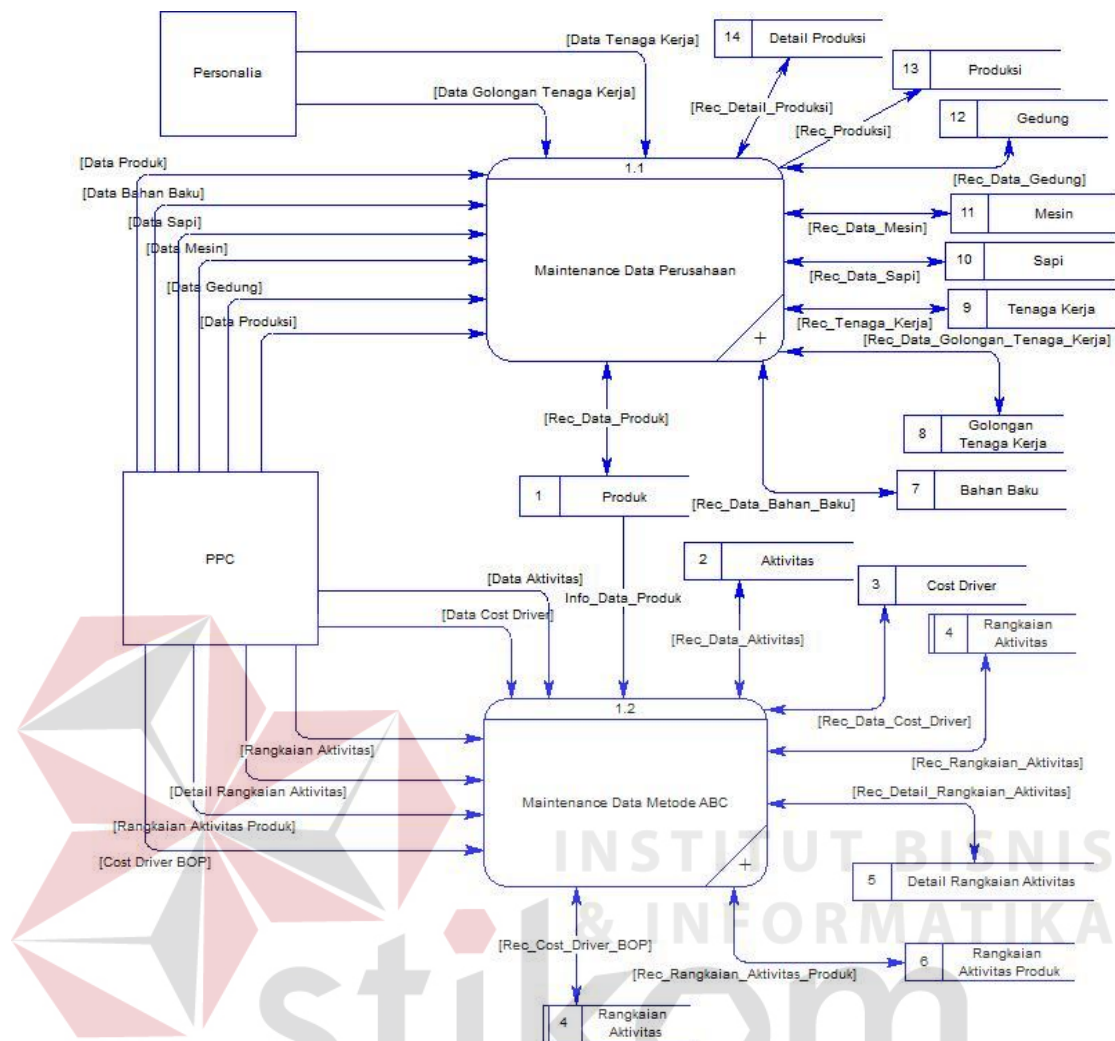 Personalia
[Data Tenaga Kerja]
[Data Golongan Tenaga Kerja]
14 Detail Produksi
13 Produksi
12 Gedung
[Rec_Detail_Produksi]
[Rec_Produksi]
[Rec_Data_Gedung]
[Data Produk]
[Data Bahan Baku]
[Data Sapi]
[Data Mesin]
[Data Gedung]
[Data Produksi]
1.1
Maintenance Data Perusahaan
+
11 Mesin
[Rec_Data_Mesin]
10 Sapi
[Rec_Data_Sapi]
9 Tenaga Kerja
[Rec_Tenaga_Kerja]
[Rec_Data_Golongan_Tenaga_Kerja]
8 Golongan
Tenaga Kerja
[Rec_Data_Produk]
7 Bahan Baku
[Rec_Data_Bahan_Baku]
1 Produk
PPC
[Data Aktivitas]
[Data Cost Driver]
Info_Data_Produk
2 Aktivitas
[Rec_Data_Aktivitas]
3 Cost Driver
4 Rangkaian
Aktivitas
[Rec_Data_Cost_Driver]
[Rec_Rangkaian_Aktivitas]
1.2
Maintenance Data Metode ABC
+
[Rangkaian Aktivitas]
[Detail Rangkaian Aktivitas]
[Rangkaian Aktivitas Produk]
[Cost Driver BOP]
[Rec_Detail_Rangkaian_Aktivitas]
5 Detail Rangkaian Aktivitas
[Rec_Cost_Driver_BOP]
[Rec_Rangkaian_Aktivitas_Produk]
6 Rangkaian
Aktivitas Produk
4 Rangkaian
Aktivitas
INSTITUT BISNIS
& INFORMATIKA
stikom